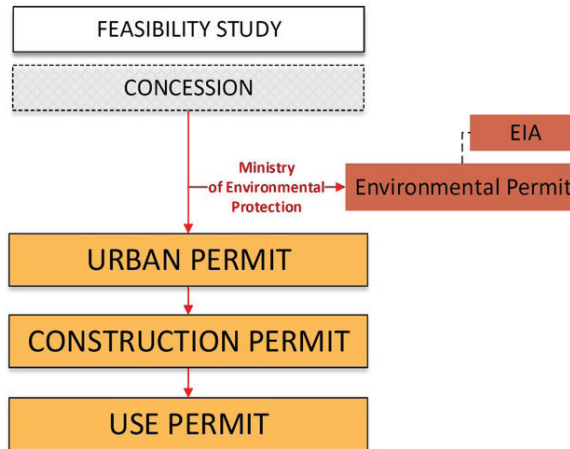 FEASIBILITY STUDY
CONCESSION
EIA
Ministry
of Environmental
Protection
Environmental Permit
URBAN PERMIT
CONSTRUCTION PERMIT
USE PERMIT